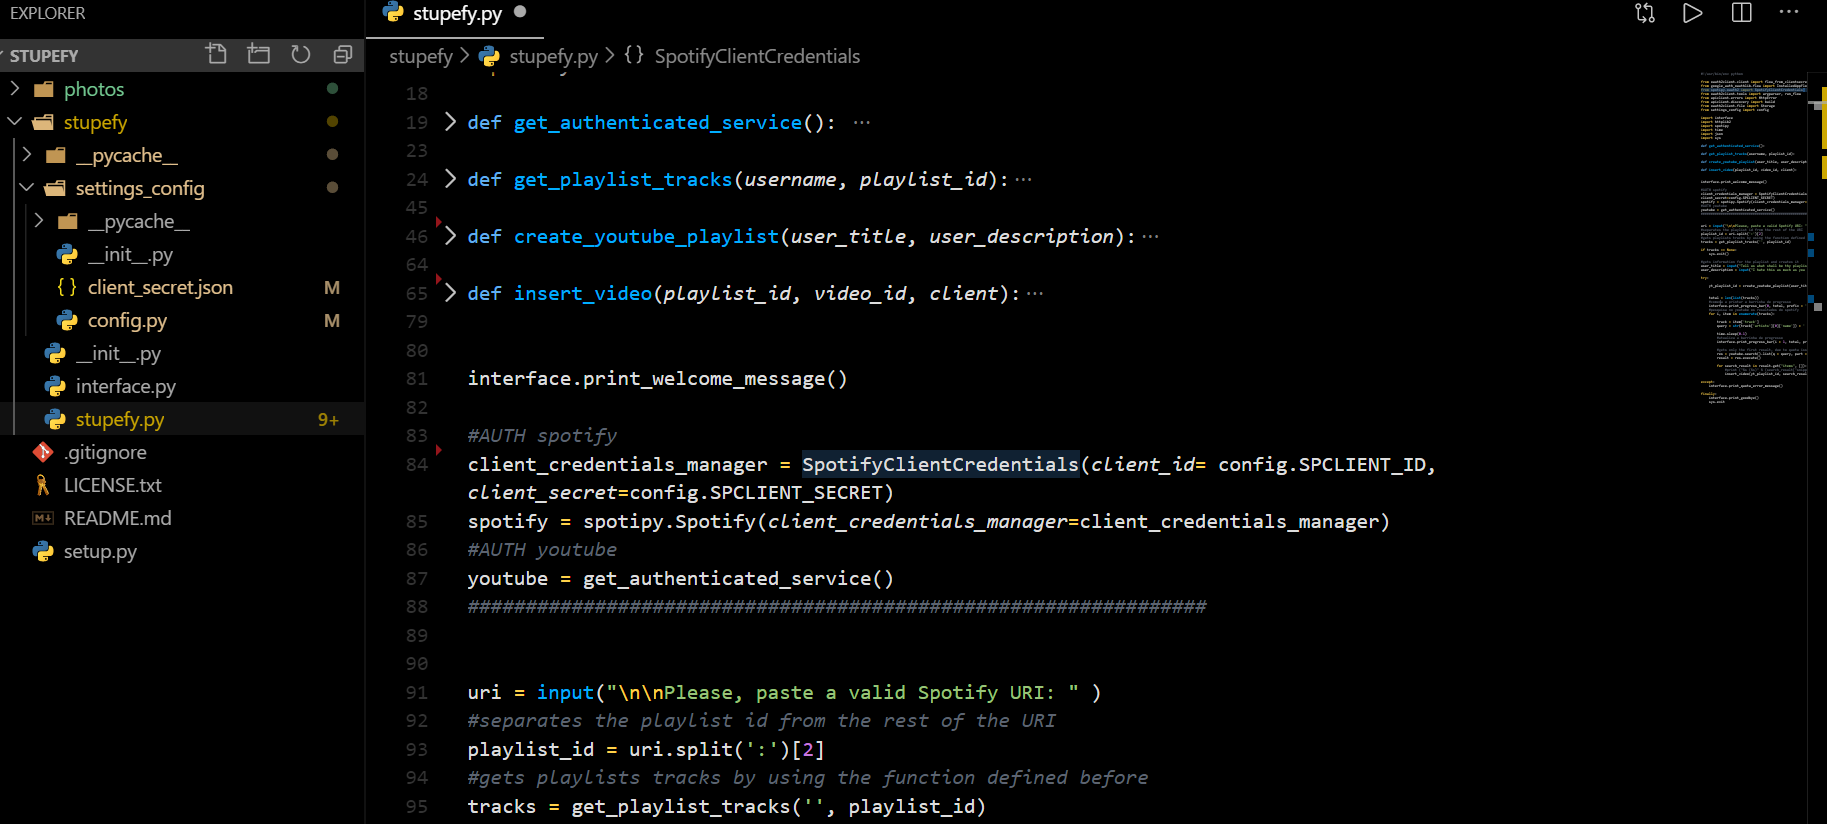 EXPLORER
STUPEFY
photos
stupefy
__pycache__
settings_config
__pycache__
__init__.py
client_secret.json M
config.py M
__init__.py
interface.py
stupefy.py 9+
.gitignore
LICENSE.txt
README.md
setup.py
stupefy.py
stupefy > stupefy.py > {} SpotifyClientCredentials
18
19 def get_authenticated_service(): ···
23
24 def get_playlist_tracks(username, playlist_id):···
45
46 def create_youtube_playlist(user_title, user_description):···
64
65 def insert_video(playlist_id, video_id, client):···
79
80
81 interface.print_welcome_message()
82
83 #AUTH spotify
84 client_credentials_manager = SpotifyClientCredentials(client_id= config.SPCLIENT_ID,
client_secret=config.SPCLIENT_SECRET)
85 spotify = spotipy.Spotify(client_credentials_manager=client_credentials_manager)
86 #AUTH youtube
87 youtube = get_authenticated_service()
88 ################################################################
89
90
91 uri = input("\n\nPlease, paste a valid Spotify URI: " )
92 #separates the playlist id from the rest of the URI
93 playlist_id = uri.split(':')[2]
94 #gets playlists tracks by using the function defined before
95 tracks = get_playlist_tracks('', playlist_id)